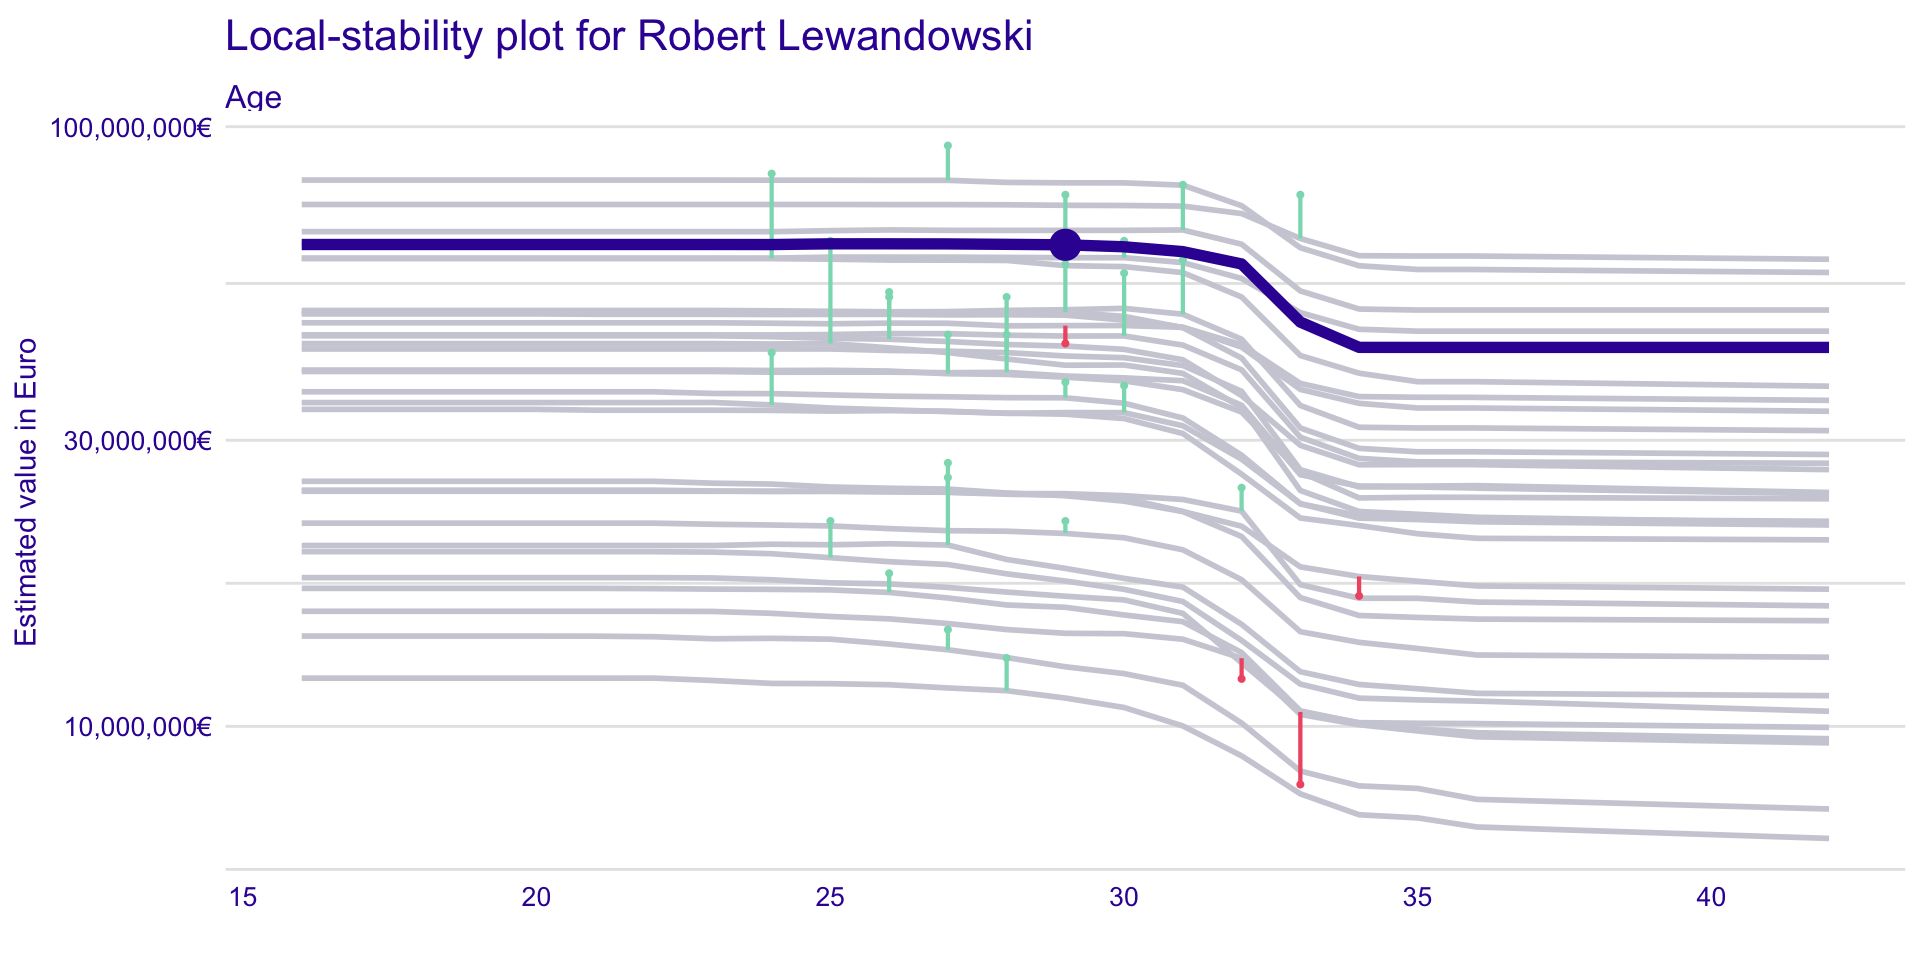 Local-stability plot for Robert Lewandowski
Age
Estimated value in Euro
100,000,000€
30,000,000€
10,000,000€
15 20 25 30 35 40